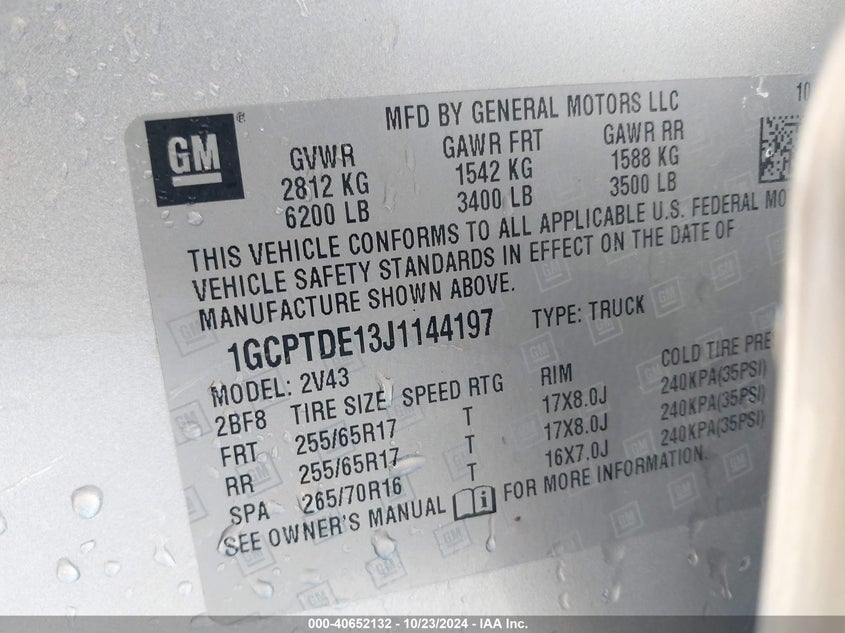 MFD BY GENERAL MOTORS LLC 10
GM ®
GVWR GAWR FRT GAWR RR
2812 KG 1542 KG 1588 KG
6200 LB 3400 LB 3500 LB
THIS VEHICLE CONFORMS TO ALL APPLICABLE U.S. FEDERAL MO
VEHICLE SAFETY STANDARDS IN EFFECT ON THE DATE OF
MANUFACTURE SHOWN ABOVE.
1GCPTDE13J1144197 TYPE: TRUCK
MODEL: 2V43
2BF8 TIRE SIZE SPEED RTG RIM COLD TIRE PRE
FRT 255/65R17 T 17X8.0J 240KPA(35PSI)
RR 255/65R17 T 17X8.0J 240KPA(35PSI)
SPA 265/70R16 T 16X7.0J 240KPA(35PSI)
SEE OWNER'S MANUAL i FOR MORE INFORMATION.
000-40652132 - 10/23/2024 - IAA Inc.